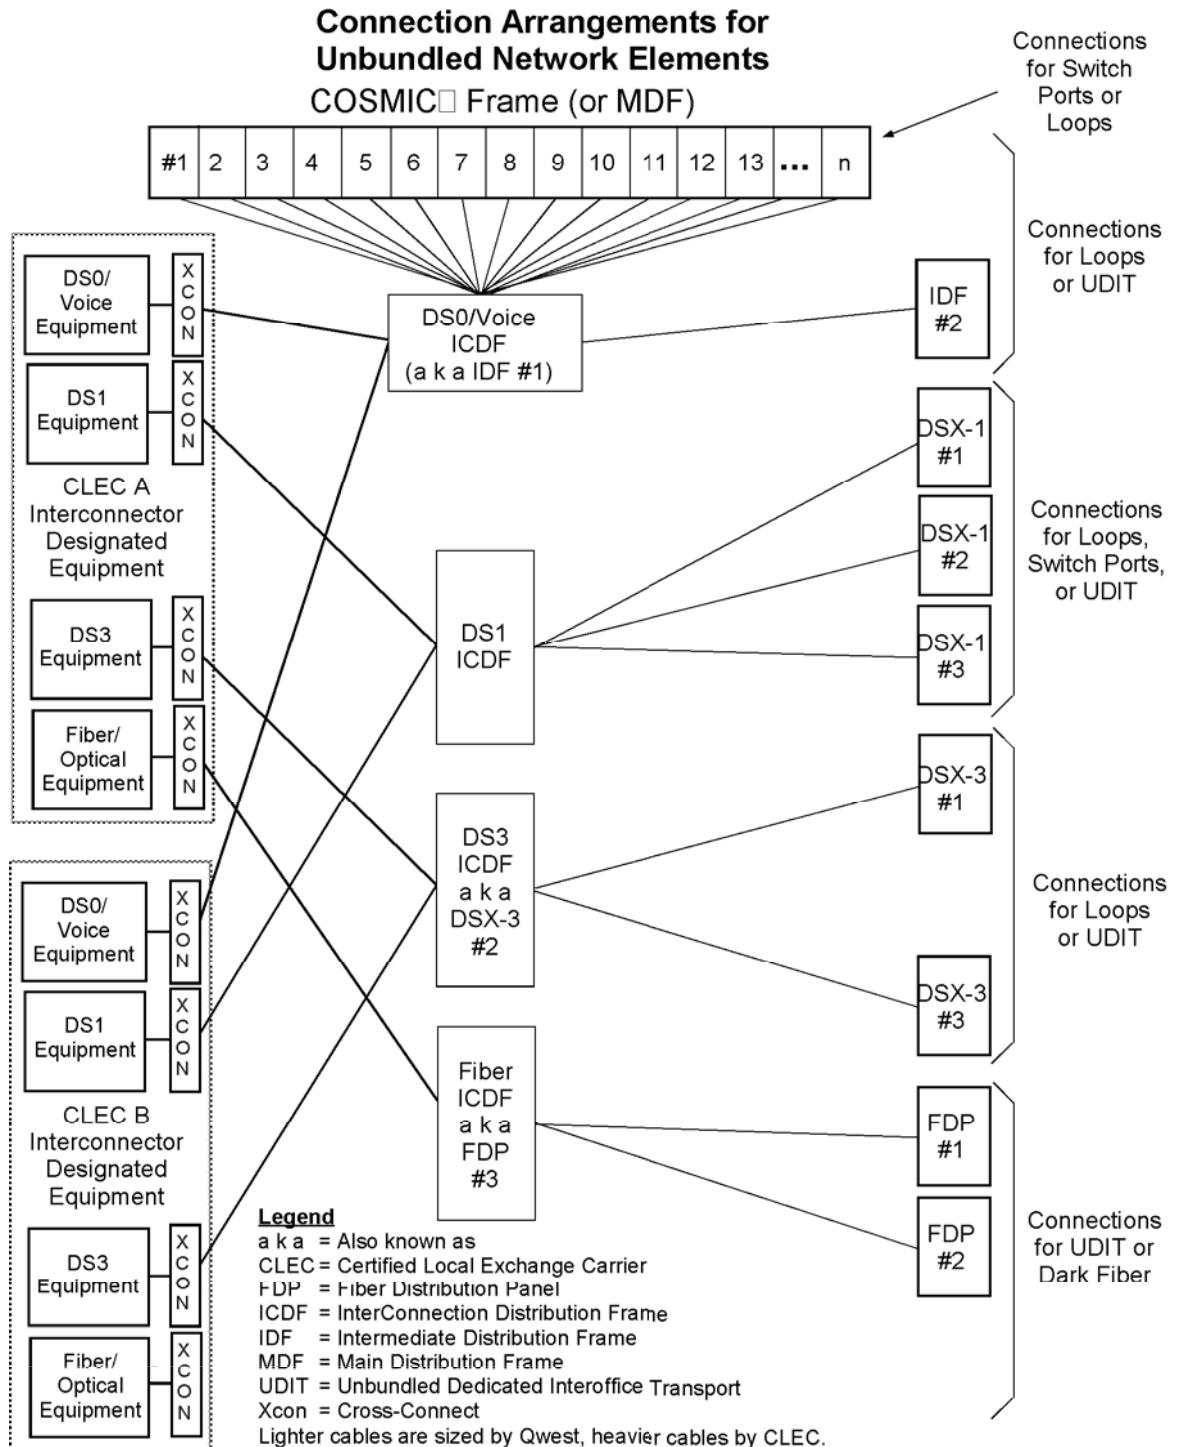 Connection Arrangements for
Unbundled Network Elements
COSMIC□ Frame (or MDF)
Connections
for Switch
Ports or
Loops
#1 2 3 4 5 6 7 8 9 10 11 12 13 ... n
Connections
for Loops
or UDIT
DS0/
Voice
Equipment
XCON
DS1
Equipment
XCON
CLEC A
Interconnector
Designated
Equipment
DS3
Equipment
XCON
Fiber/
Optical
Equipment
XCON
DS0/Voice
ICDF
(a k a IDF #1)
IDF
#2
DS1
ICDF
DSX-1
#1
DSX-1
#2
DSX-1
#3
Connections
for Loops,
Switch Ports,
or UDIT
DS3
ICDF
a k a
DSX-3
#2
DSX-3
#1
DSX-3
#3
Connections
for Loops
or UDIT
DS0/
Voice
Equipment
XCON
DS1
Equipment
XCON
CLEC B
Interconnector
Designated
Equipment
DS3
Equipment
XCON
Fiber/
Optical
Equipment
XCON
Fiber
ICDF
a k a
FDP
#3
FDP
#1
FDP
#2
Connections
for UDIT or
Dark Fiber
Legend
a k a = Also known as
CLEC = Certified Local Exchange Carrier
FDP = Fiber Distribution Panel
ICDF = InterConnection Distribution Frame
IDF = Intermediate Distribution Frame
MDF = Main Distribution Frame
UDIT = Unbundled Dedicated Interoffice Transport
Xcon = Cross-Connect
Lighter cables are sized by Qwest, heavier cables by CLEC.